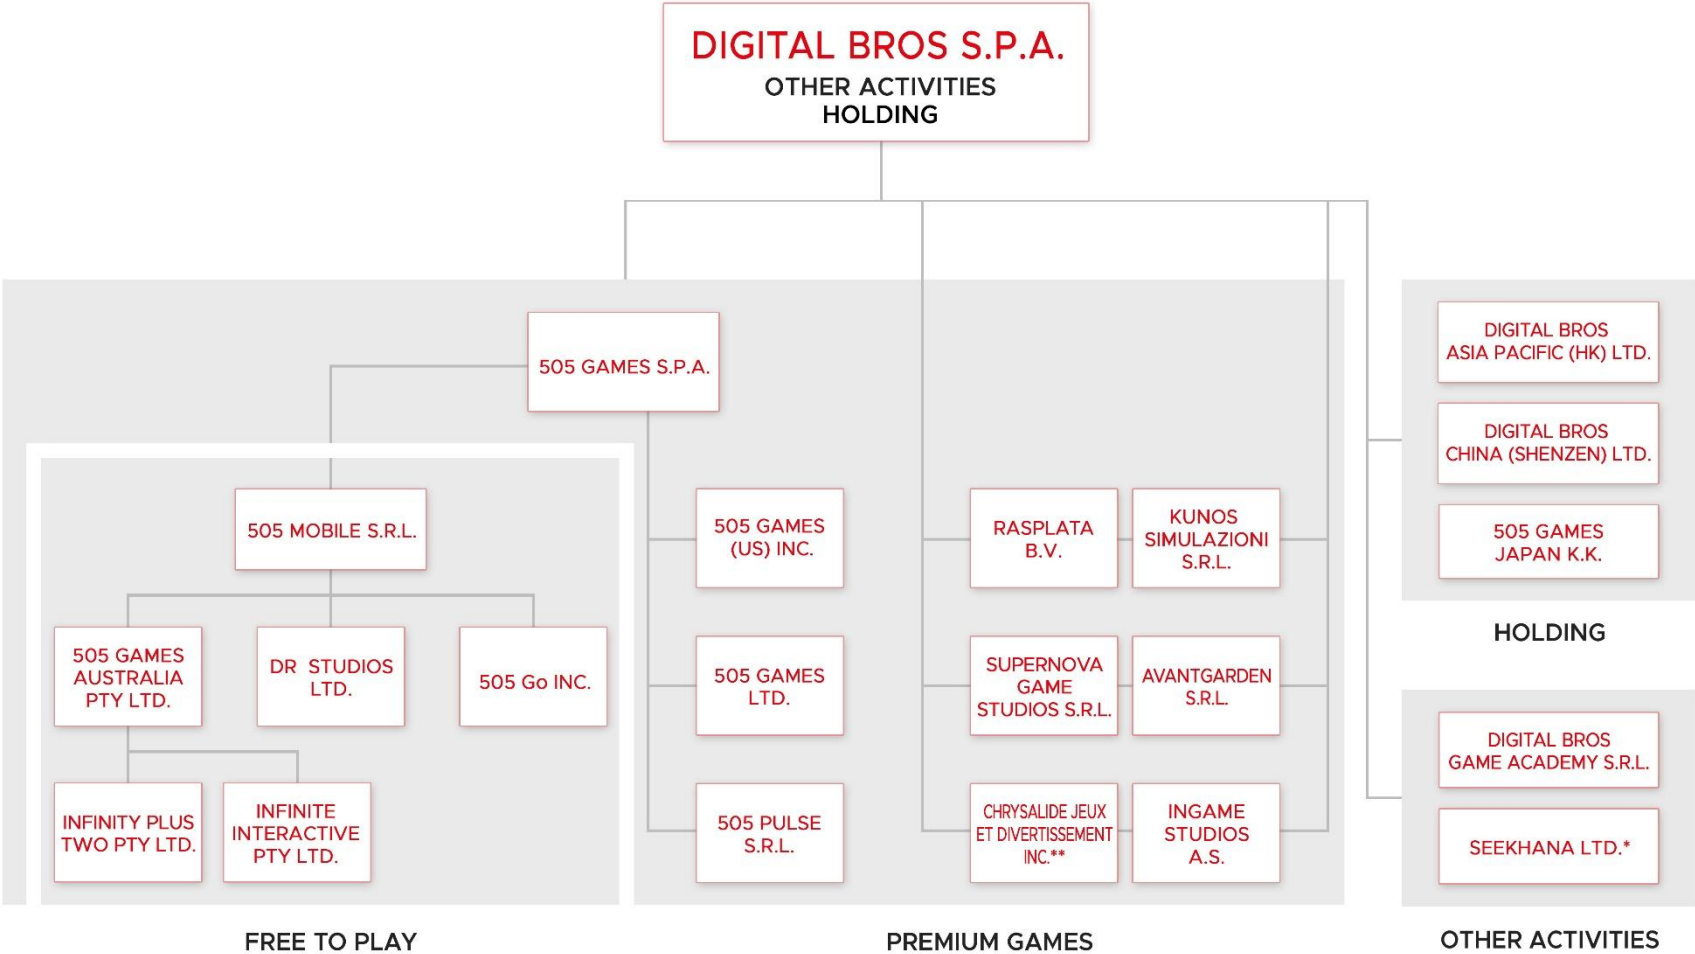 DIGITAL BROS S.P.A.
OTHER ACTIVITIES
HOLDING
505 GAMES S.P.A.
505 MOBILE S.R.L.
505 GAMES
AUSTRALIA
PTY LTD.
DR STUDIOS
LTD.
505 Go INC.
INFINITY PLUS
TWO PTY LTD.
INFINITE
INTERACTIVE
PTY LTD.
FREE TO PLAY
505 GAMES
(US) INC.
505 GAMES
LTD.
505 PULSE
S.R.L.
RASPLATA
B.V.
KUNOS
SIMULAZIONI
S.R.L.
SUPERNOVA
GAME
STUDIOS S.R.L.
AVANTGARDEN
S.R.L.
CHRYSALIDE JEUX
ET DIVERTISSEMENT
INC.**
INGAME
STUDIOS
A.S.
PREMIUM GAMES
DIGITAL BROS
ASIA PACIFIC (HK) LTD.
DIGITAL BROS
CHINA (SHENZEN) LTD.
505 GAMES
JAPAN K.K.
HOLDING
DIGITAL BROS
GAME ACADEMY S.R.L.
SEEKHANA LTD.*
OTHER ACTIVITIES